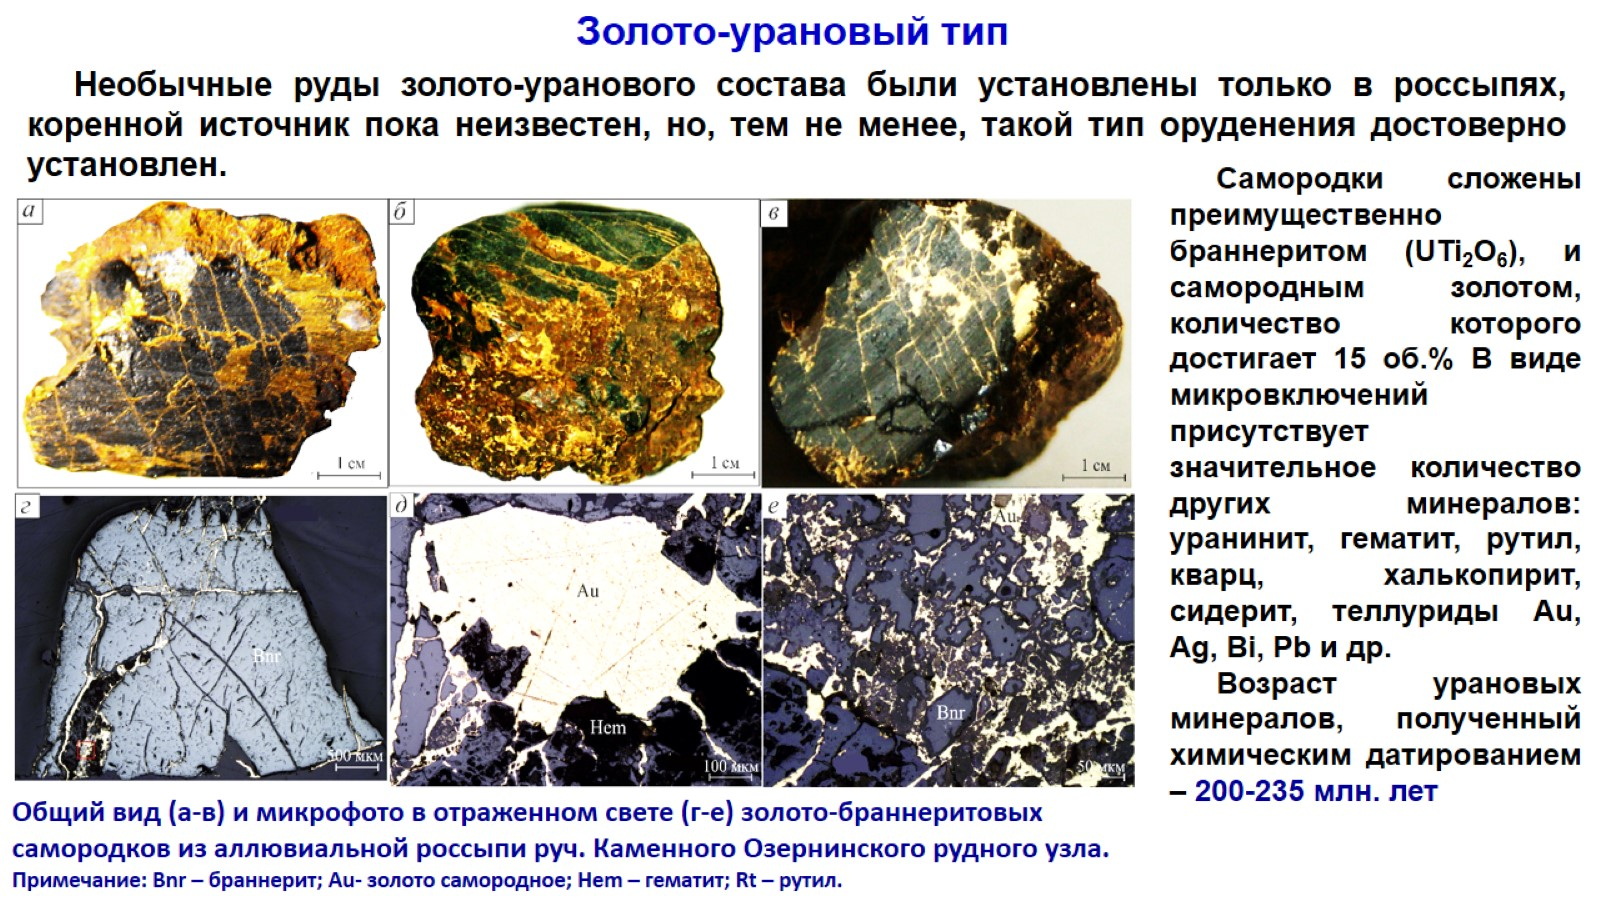 Золото-урановый тип
Необычные руды золото-уранового состава были установлены только в россыпях,
коренной источник пока неизвестен, но, тем не менее, такой тип оруденения достоверно
установлен.
Самородки сложены
преимущественно
браннеритом (UTi2O6), и
самородным золотом,
количество которого
достигает 15 об.% В виде
микровключений
присутствует
значительное количество
других минералов:
уранинит, гематит, рутил,
кварц, халькопирит,
сидерит, теллуриды Au,
Ag, Bi, Pb и др.
Возраст урановых
минералов, полученный
химическим датированием
– 200-235 млн. лет
а
1 см
б
1 см
в
1 см
г
Bnr
500 мкм
д
Au
Hem
100 мкм
е
Au
Bnr
50 мкм
Общий вид (а-в) и микрофото в отраженном свете (г-е) золото-браннеритовых
самородков из аллювиальной россыпи руч. Каменного Озернинского рудного узла.
Примечание: Bnr – браннерит; Au- золото самородное; Hem – гематит; Rt – рутил.